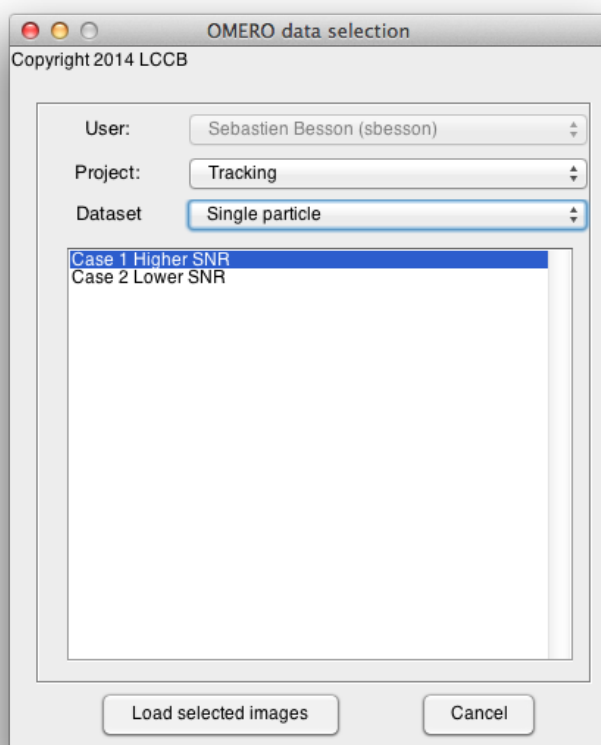 OMERO data selection
Copyright 2014 LCCB
User: Sebastien Besson (sbesson)
Project: Tracking
Dataset Single particle
Case 1 Higher SNR
Case 2 Lower SNR
Load selected images Cancel